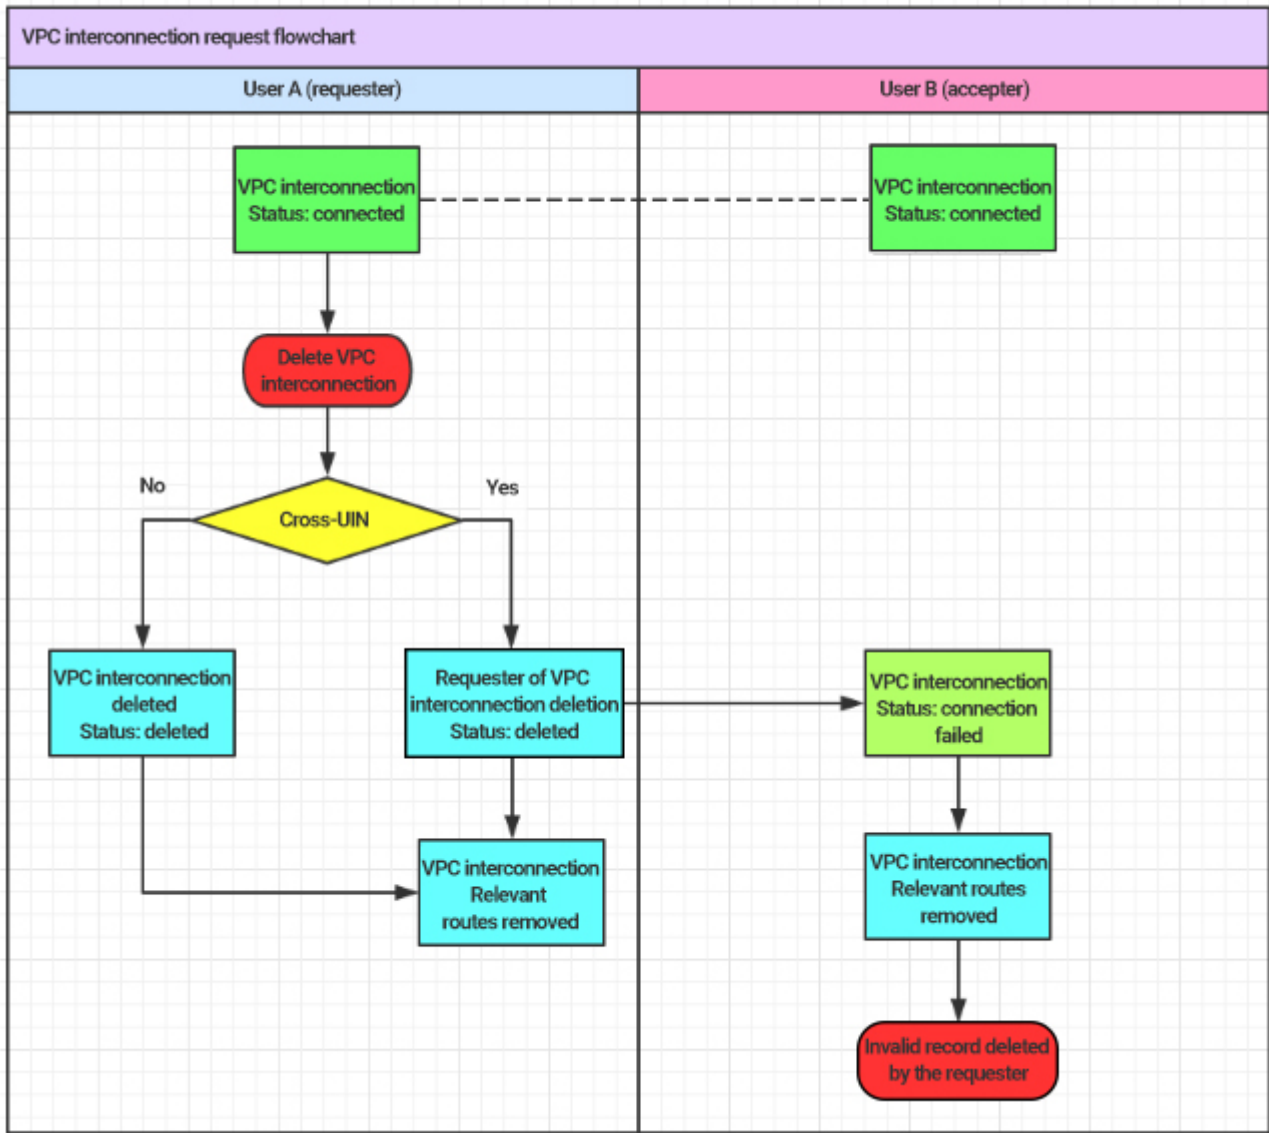 VPC interconnection request flowchart
User A (requester)
User B (accepter)
VPC interconnection
Status: connected
VPC interconnection
Status: connected
Delete VPC
interconnection
No
Yes
Cross-UIN
VPC interconnection
deleted
Status: deleted
Requester of VPC
interconnection deletion
Status: deleted
VPC interconnection
Status: connection
failed
VPC interconnection
Relevant
routes removed
VPC interconnection
Relevant routes
removed
Invalid record deleted
by the requester